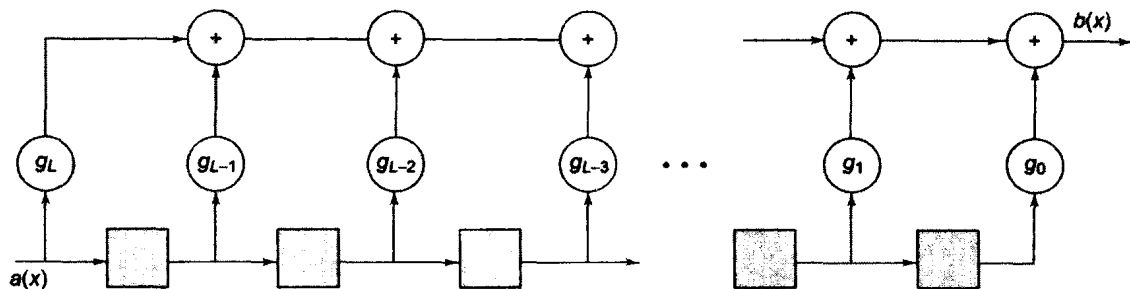 + + + + + b(x)
g_L g_{L-1} g_{L-2} g_{L-3} • • • g_1 g_0
a(x)